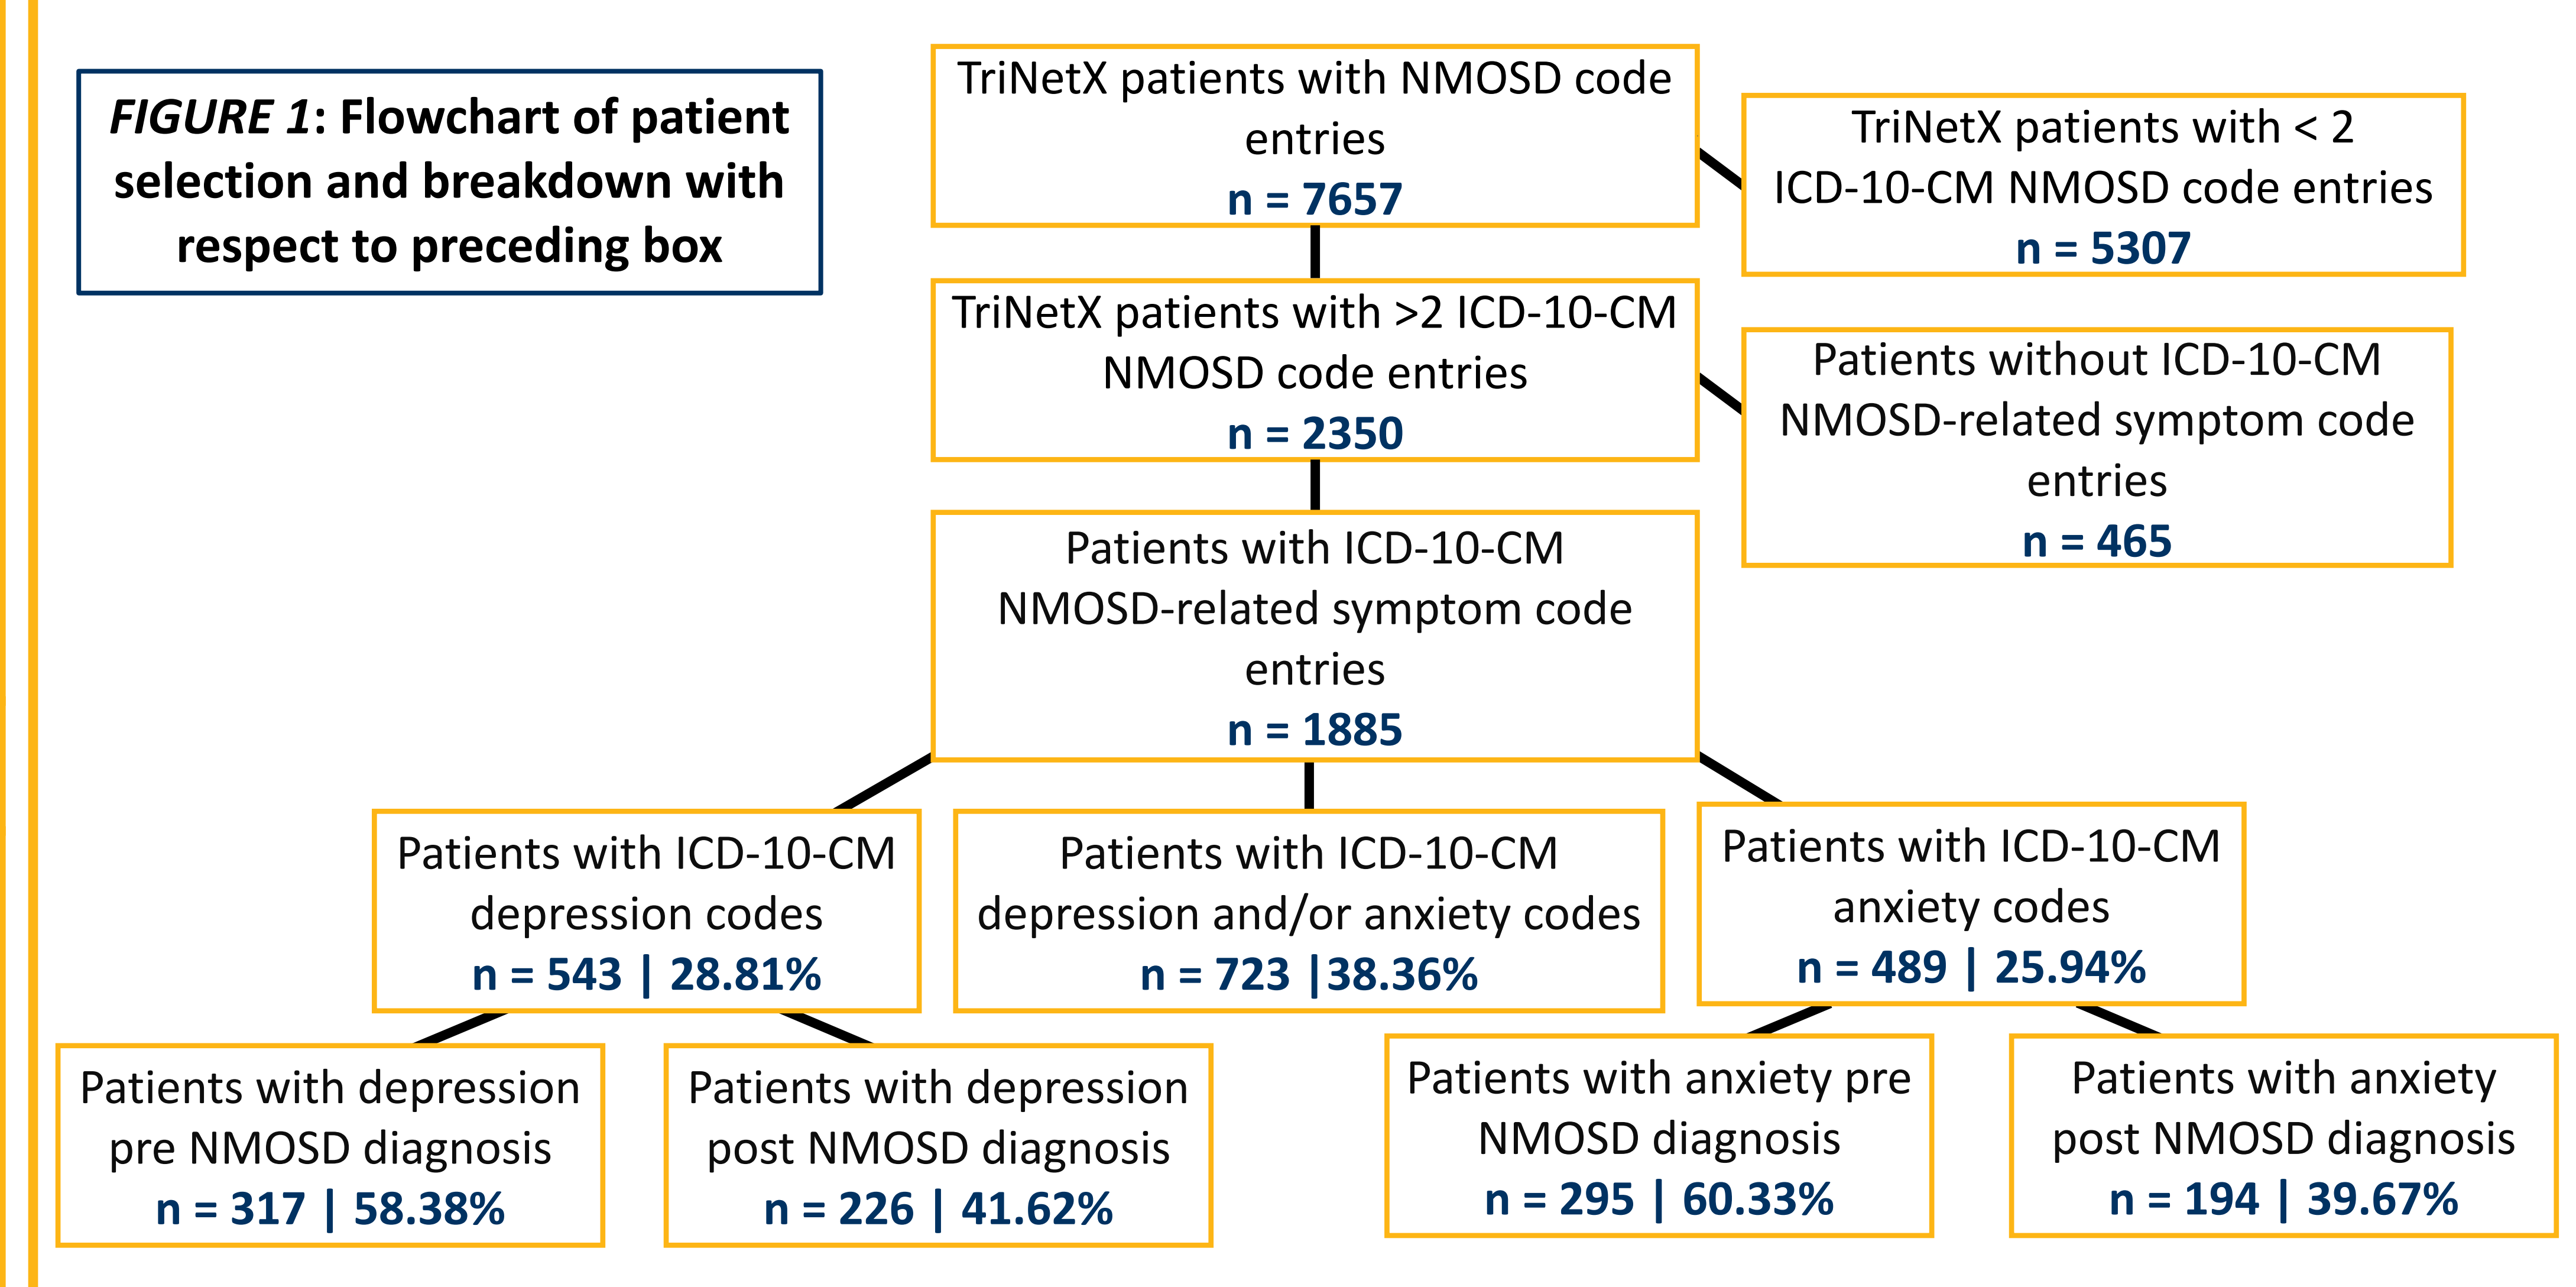 FIGURE 1: Flowchart of patient
selection and breakdown with
respect to preceding box
TriNetX patients with NMOSD code
entries
n = 7657
TriNetX patients with < 2
ICD-10-CM NMOSD code entries
n = 5307
TriNetX patients with >2 ICD-10-CM
NMOSD code entries
n = 2350
Patients without ICD-10-CM
NMOSD-related symptom code
entries
n = 465
Patients with ICD-10-CM
NMOSD-related symptom code
entries
n = 1885
Patients with ICD-10-CM
depression codes
n = 543 | 28.81%
Patients with ICD-10-CM
depression and/or anxiety codes
n = 723 |38.36%
Patients with ICD-10-CM
anxiety codes
n = 489 | 25.94%
Patients with depression
pre NMOSD diagnosis
n = 317 | 58.38%
Patients with depression
post NMOSD diagnosis
n = 226 | 41.62%
Patients with anxiety pre
NMOSD diagnosis
n = 295 | 60.33%
Patients with anxiety
post NMOSD diagnosis
n = 194 | 39.67%